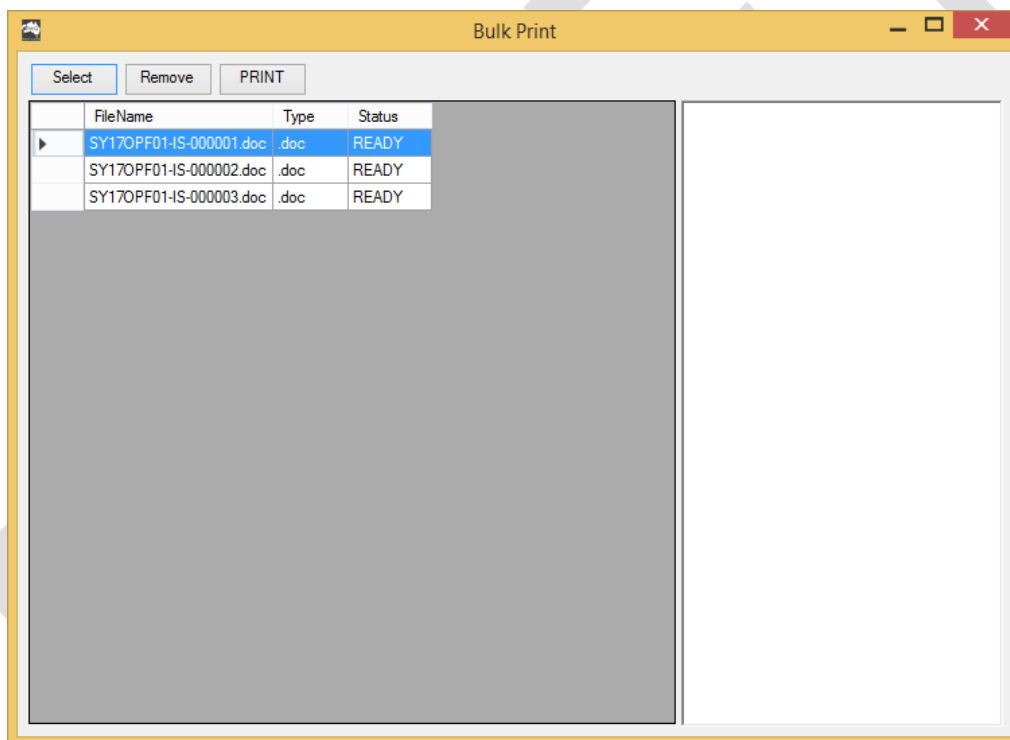 Bulk Print
Select Remove PRINT
FileName Type Status
SY17OPF01-IS-000001.doc .doc READY
SY17OPF01-IS-000002.doc .doc READY
SY17OPF01-IS-000003.doc .doc READY